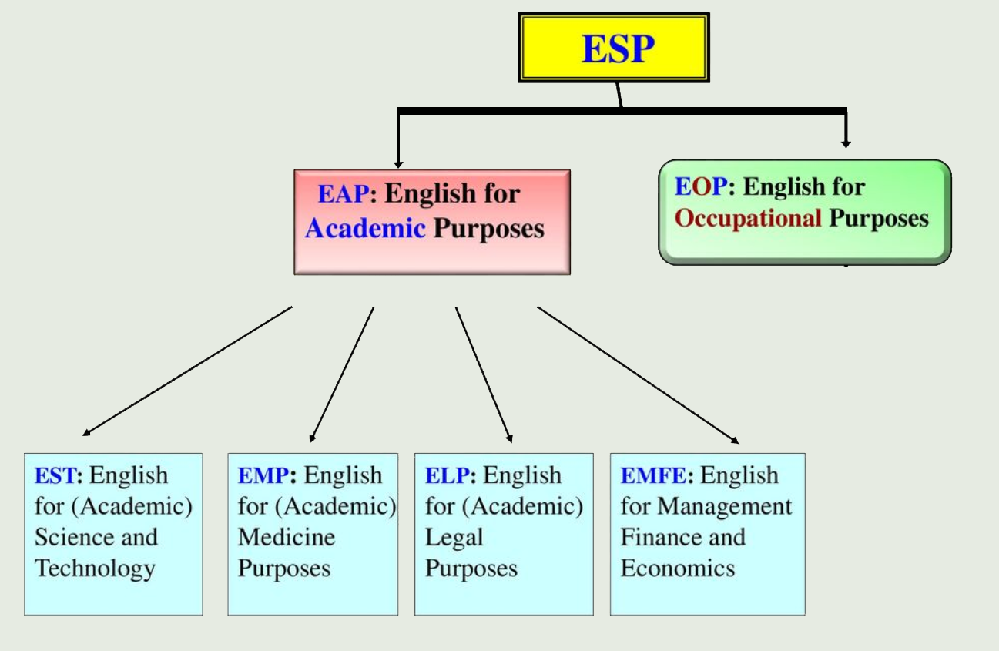 ESP
EAP: English for
Academic Purposes
EOP: English for
Occupational Purposes
EST: English
for (Academic)
Science and
Technology
EMP: English
for (Academic)
Medicine
Purposes
ELP: English
for (Academic)
Legal
Purposes
EMFE: English
for Management
Finance and
Economics